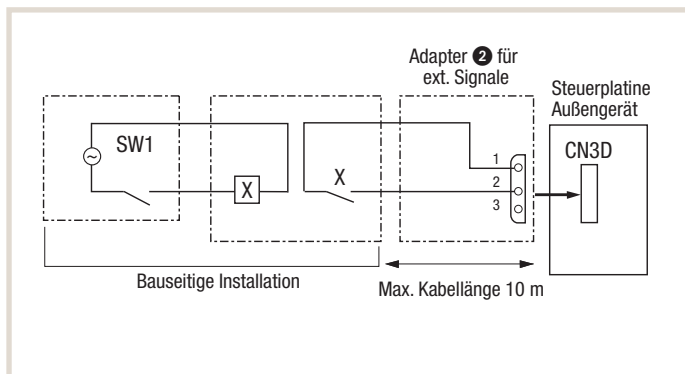 Adapter ❷ für
ext. Signale
Steuerplatine
Außengerät
SW1
X
X
1
2
3
CN3D
Bauseitige Installation
Max. Kabellänge 10 m